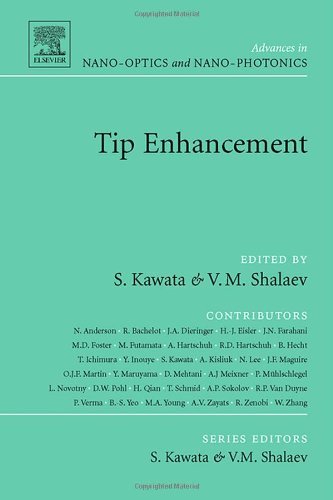 ELSEVIER
Advances in
NANO-OPTICS and NANO-PHOTONICS
Tip Enhancement
EDITED BY
S. Kawata & V. M. Shalaev
CONTRIBUTORS
N. Anderson • R. Bachelot • J.A. Dieringer • H.-J. Eisler • J.N. Farahani
M.D. Foster • M. Futamata • A. Hartschuh • R.D. Hartschuh • B. Hecht
T. Ichimura • Y. Inouye • S. Kawata • A. Kisliuk • N. Lee • J.F. Maguire
O.J.F. Martin • Y. Maruyama • D. Mehtani • A.J Meixner • P. Mühlschlegel
L. Novotny • D.W. Pohl • H. Qian • T. Schmid • A.P. Sokolov • R.P. Van Duyne
P. Verma • B.-S. Yeo • M.A. Young • A.V. Zayats • R. Zenobi • W. Zhang
SERIES EDITORS
S. Kawata & V. M. Shalaev